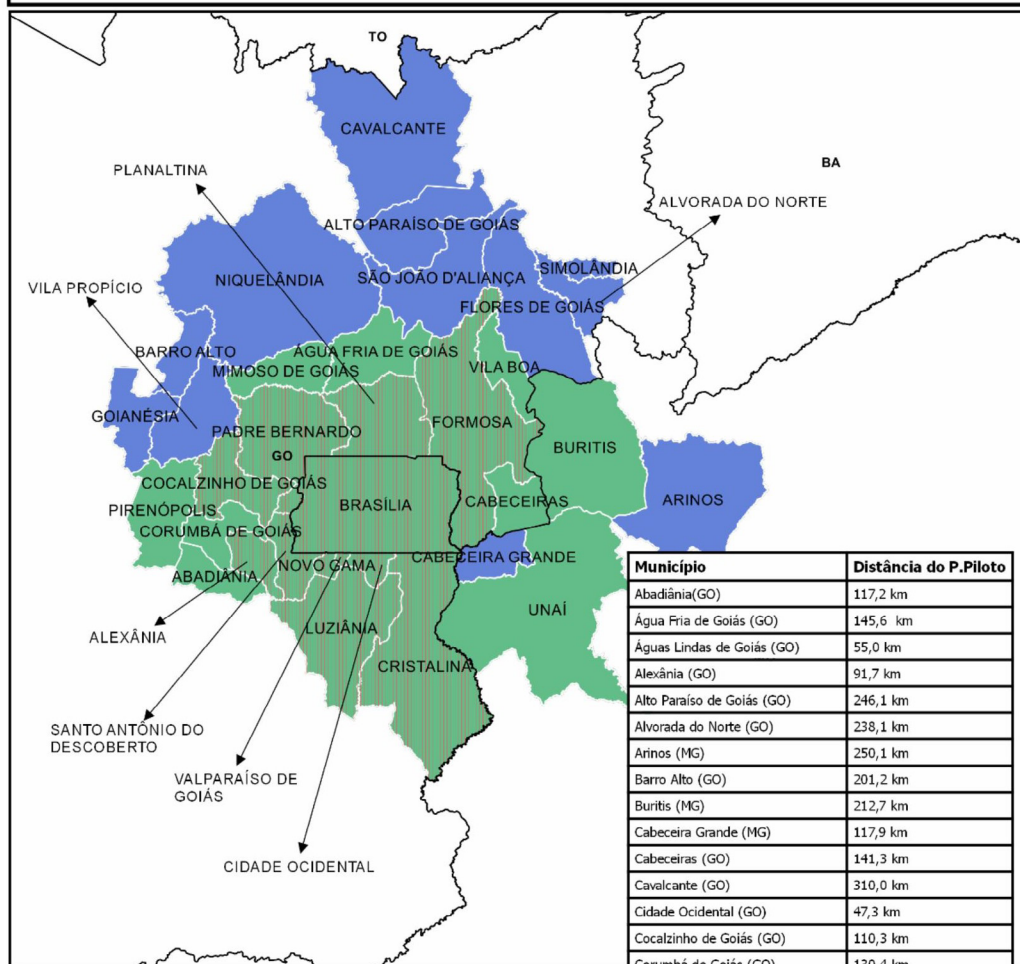 TO
CAVALCANTE
BA
PLANALTINA
ALVORADA DO NORTE
ALTO PARAÍSO DE GOIÁS
SIMOLÂNDIA
SÃO JOÃO D'ALIANÇA
NIQUELÂNDIA
VILA PROPÍCIO
FLORES DE GOIÁS
BARRO ALTO
ÁGUA FRIA DE GOIÁS
MIMOSO DE GOIÁS
VILA BOA
GOIANÉSIA
FORMOSA
PADRE BERNARDO
BURITIS
GO
COCALZINHO DE GOIÁS
CABECEIRAS
ARINOS
BRASÍLIA
PIRENÓPOLIS
CORUMBÁ DE GOIÁS
CABECEIRA GRANDE
NOVO GAMA
ABADIÂNIA
UNAÍ
LUZIÂNIA
ALEXÂNIA
CRISTALINA
SANTO ANTÔNIO DO
DESCOBERTO
VALPARAÍSO DE
GOIÁS
CIDADE OCIDENTAL
Município Distância do P.Piloto
Abadiânia(GO) 117,2 km
Água Fria de Goiás (GO) 145,6 km
Águas Lindas de Goiás (GO) 55,0 km
Alexânia (GO) 91,7 km
Alto Paraíso de Goiás (GO) 246,1 km
Alvorada do Norte (GO) 238,1 km
Arinos (MG) 250,1 km
Barro Alto (GO) 201,2 km
Buritis (MG) 212,7 km
Cabeceira Grande (MG) 117,9 km
Cabeceiras (GO) 141,3 km
Cavalcante (GO) 310,0 km
Cidade Ocidental (GO) 47,3 km
Cocalzinho de Goiás (GO) 110,3 km
Corumbá de Goiás (GO) 130,4 km